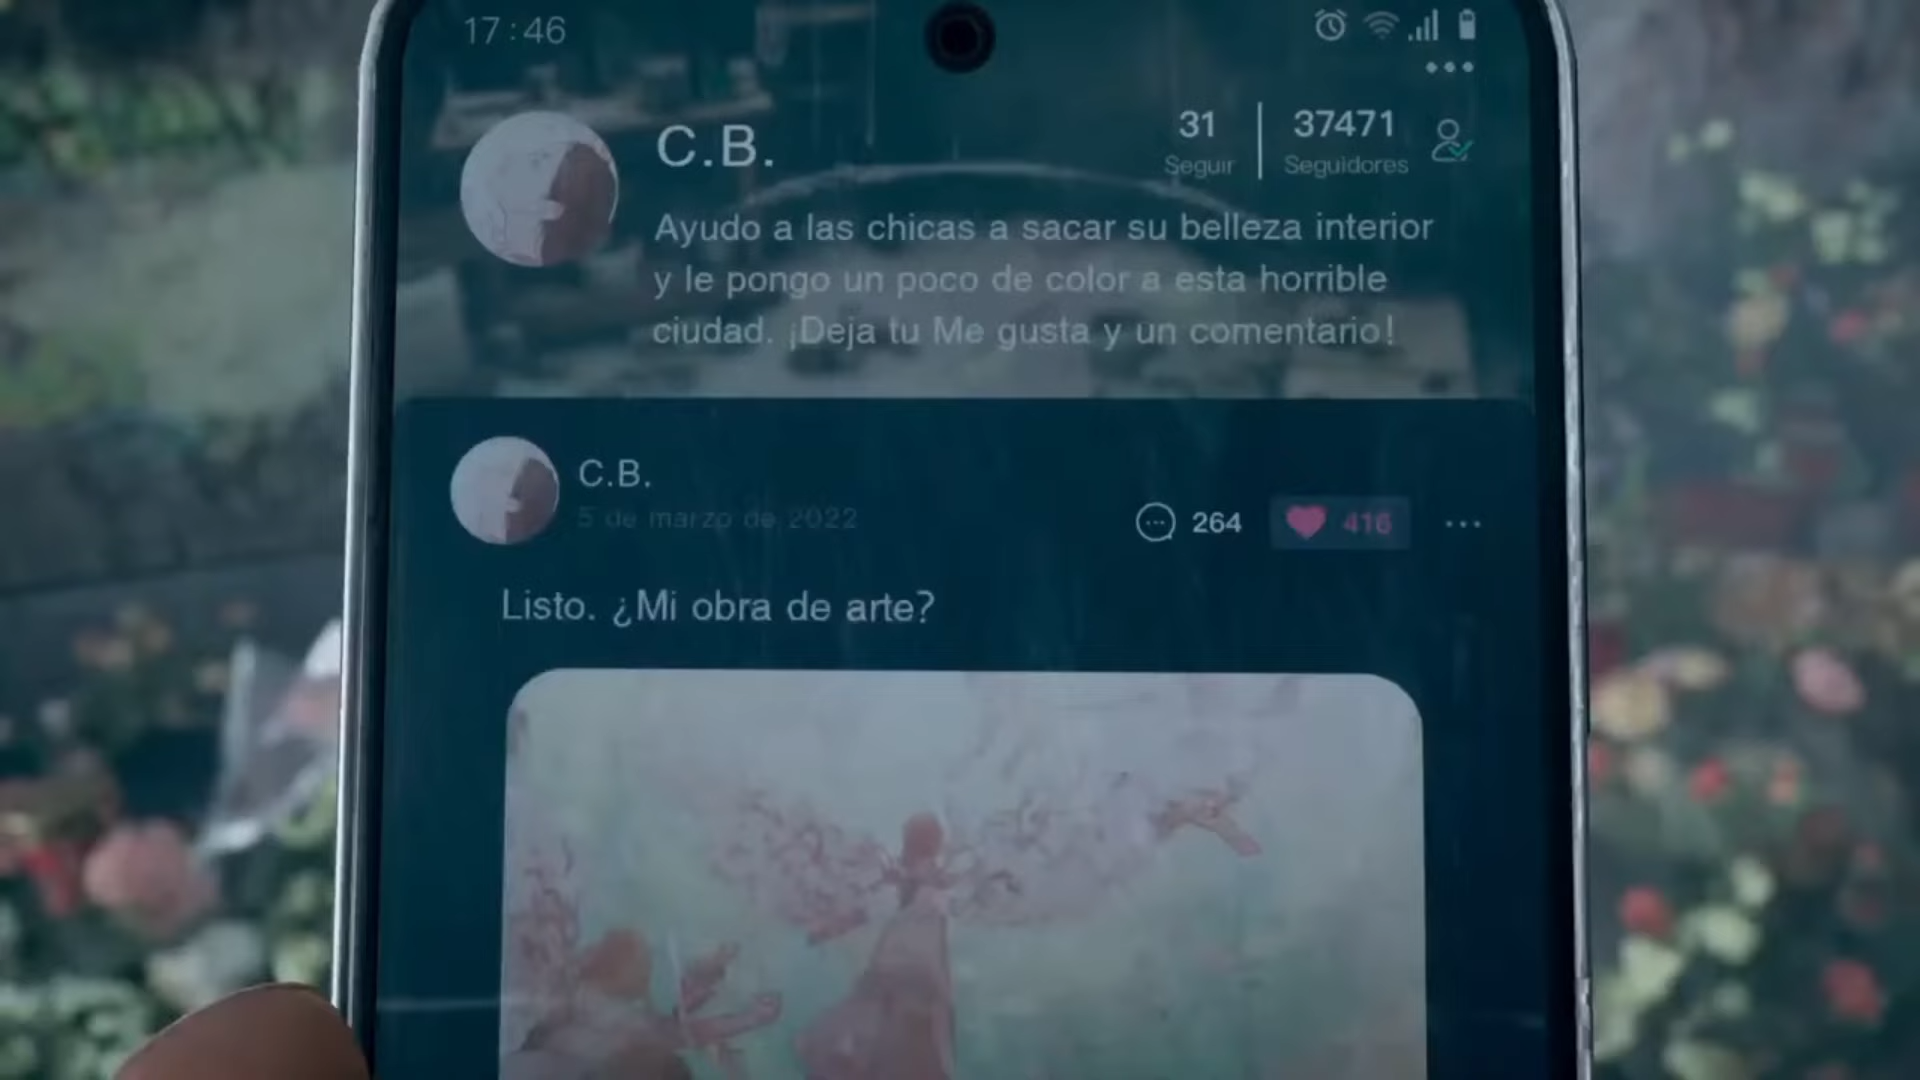 17:46
C.B.
31
Seguir
37471
Seguidores
Ayudo a las chicas a sacar su belleza interior
y le pongo un poco de color a esta horrible
ciudad. ¡Deja tu Me gusta y un comentario!
C.B.
5 de marzo de 2022
264
416
Listo. ¿Mi obra de arte?